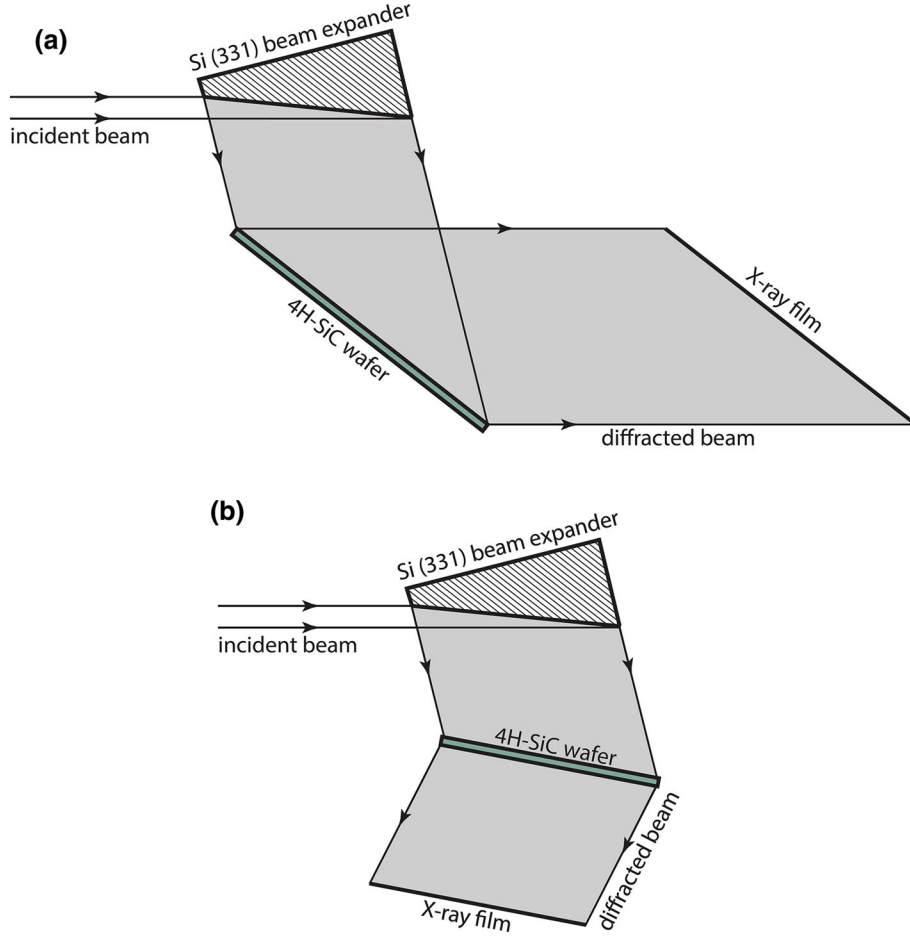 (a)
Si (331) beam expander
incident beam
4H-SiC wafer
X-ray film
diffracted beam
(b)
Si (331) beam expander
incident beam
4H-SiC wafer
diffracted beam
X-ray film